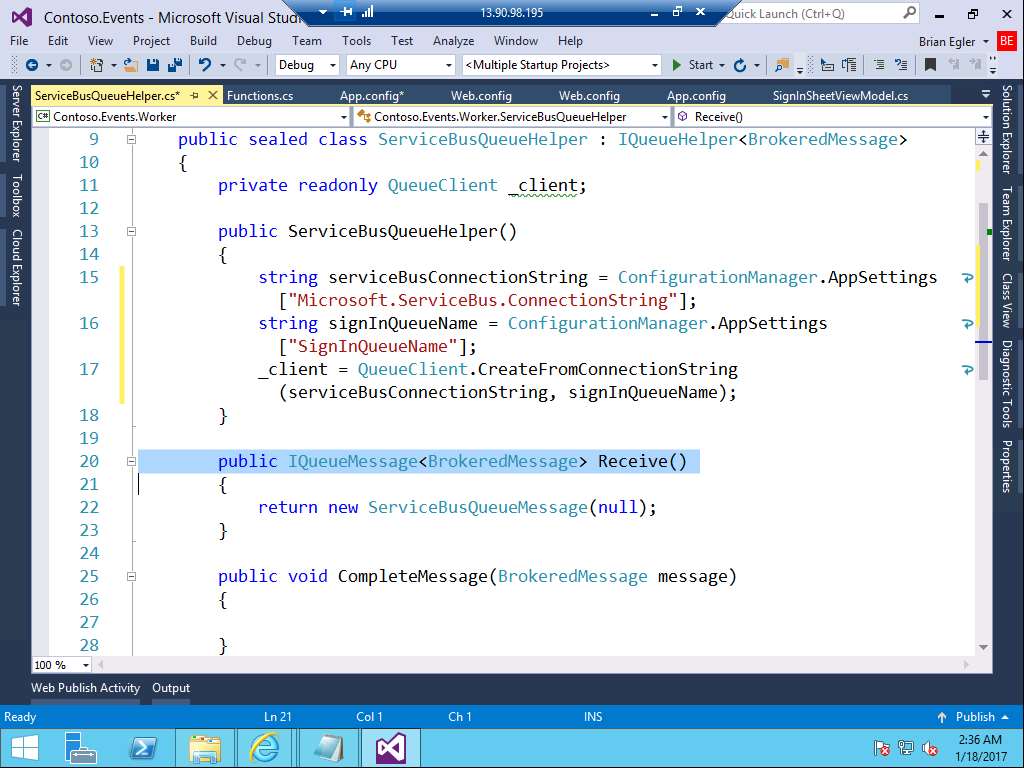 Contoso.Events - Microsoft Visual Stud
13.90.98.195
Quick Launch (Ctrl+Q)
File Edit View Project Build Debug Team Tools Test Analyze Window Help
Brian Egler BE
Debug Any CPU <Multiple Startup Projects> Start
ServiceBusQueueHelper.cs* Functions.cs App.config* Web.config Web.config App.config SignInSheetViewModel.cs
Contoso.Events.Worker Contoso.Events.Worker.ServiceBusQueueHelper Receive()
Server Explorer
Toolbox
Cloud Explorer
9 public sealed class ServiceBusQueueHelper : IQueueHelper<BrokeredMessage>
10 {
11 private readonly QueueClient _client;
12
13 public ServiceBusQueueHelper()
14 {
15 string serviceBusConnectionString = ConfigurationManager.AppSettings
["Microsoft.ServiceBus.ConnectionString"];
16 string signInQueueName = ConfigurationManager.AppSettings
["SignInQueueName"];
17 _client = QueueClient.CreateFromConnectionString
(serviceBusConnectionString, signInQueueName);
18 }
19
20 public IQueueMessage<BrokeredMessage> Receive()
21 {
22 return new ServiceBusQueueMessage(null);
23 }
24
25 public void CompleteMessage(BrokeredMessage message)
26 {
27
28 }
Solution Explorer
Team Explorer
Class View
Diagnostic Tools
Properties
100 %
Web Publish Activity Output
Ready Ln 21 Col 1 Ch 1 INS Publish
2:36 AM
1/18/2017